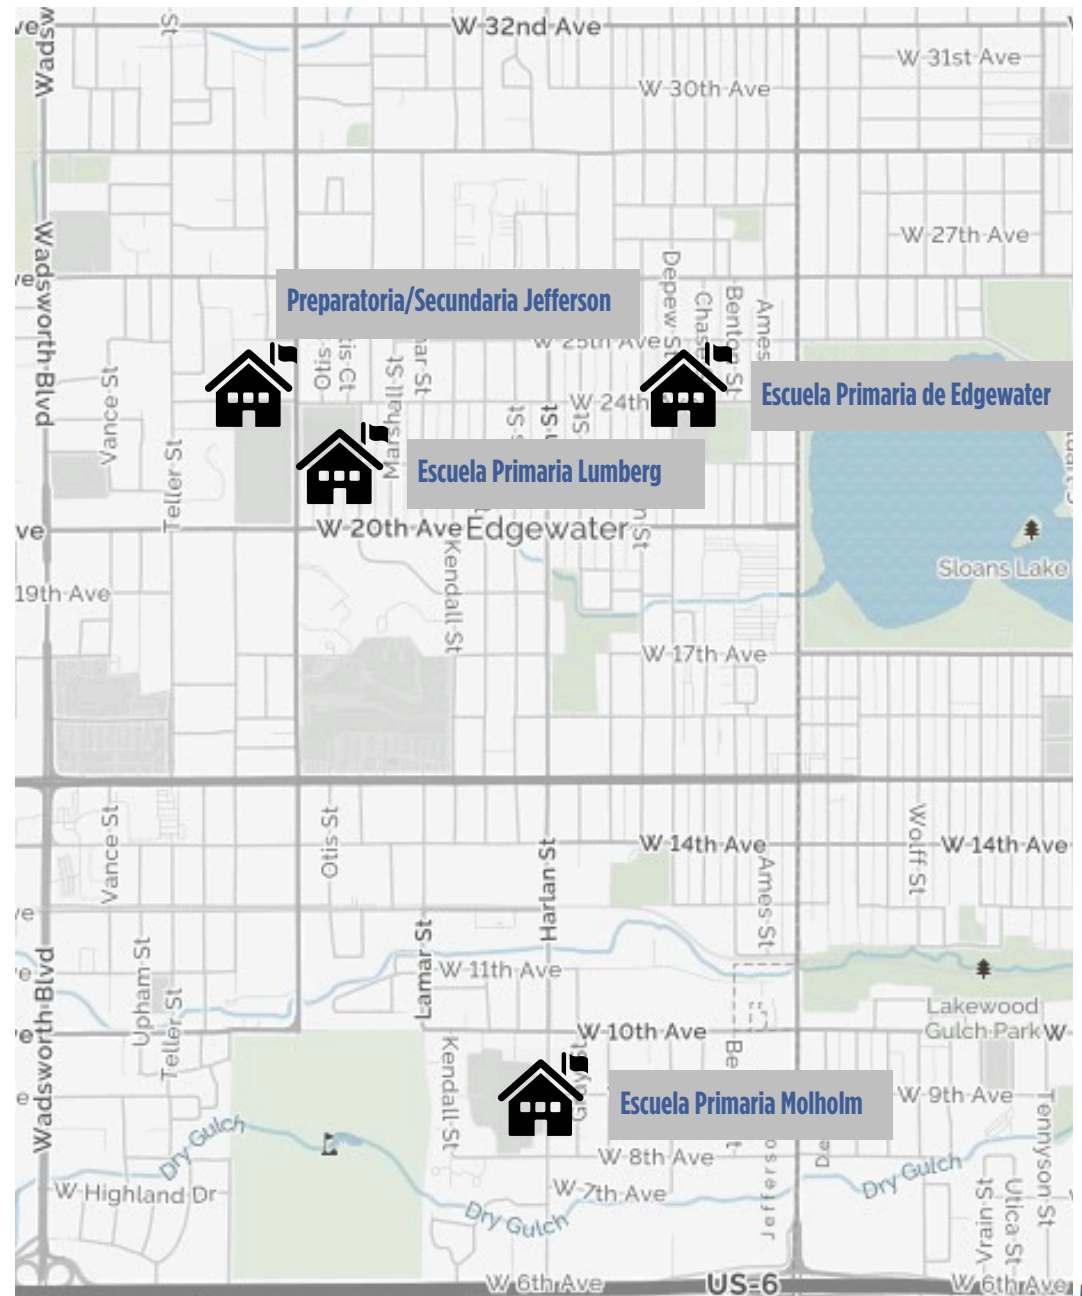 W 32nd Ave
W 31st Ave
W 30th Ave
W 27th Ave
Wadsworth Blvd
Depew St
Benton St
Ames
Preparatoria/Secundaria Jefferson
W 25th Ave
Otis
Vance St
Marshall St
W 24th
Escuela Primaria de Edgewater
Teller St
Escuela Primaria Lumberg
W 20th Ave
Edgewater
Sloans Lake
19th Ave
Kendall St
W 17th Ave
Vance St
Otis St
Harlan St
W 14th Ave
Ames St
Wolff St
W 14th Ave
Upham St
Teller St
Wadsworth Blvd
Lamar St
W 11th Ave
Lakewood
Gulch Park
W 10th Ave
Kendall St
Gray St
Escuela Primaria Molholm
W 9th Ave
Tennyson St
W 8th Ave
Dry Gulch
W Highland Dr
W 7th Ave
Dry Gulch
Dry Gulch
Vrain St
Utica St
W 6th Ave
US-6
W 6th Ave